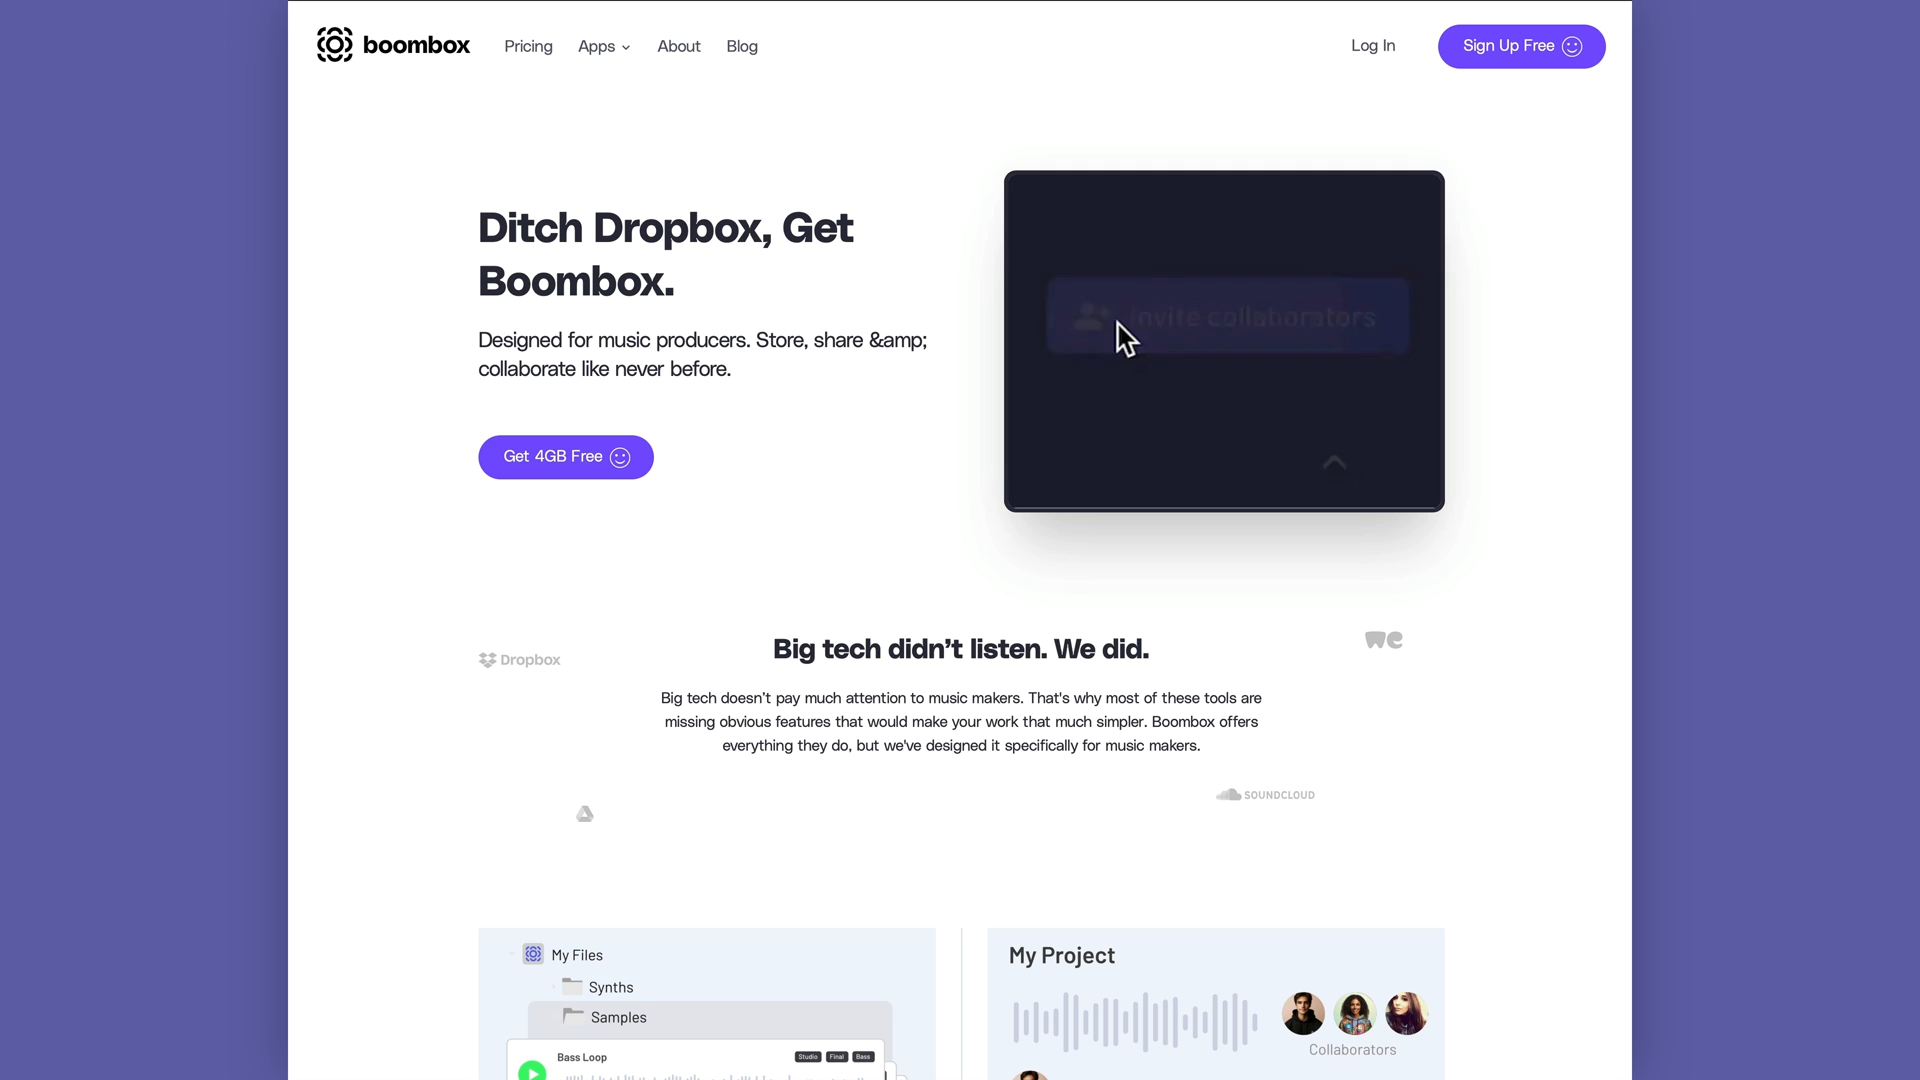 boombox
Pricing
Apps
About
Blog
Log In
Sign Up Free
Ditch Dropbox, Get
Boombox.
Designed for music producers. Store, share &amp;
collaborate like never before.
Get 4GB Free
Invite collaborators
Big tech didn’t listen. We did.
Dropbox
we
Big tech doesn’t pay much attention to music makers. That's why most of these tools are
missing obvious features that would make your work that much simpler. Boombox offers
everything they do, but we've designed it specifically for music makers.
SOUNDCLOUD
My Files
Synths
Samples
Bass Loop
Studio
Final
Bass
My Project
Collaborators